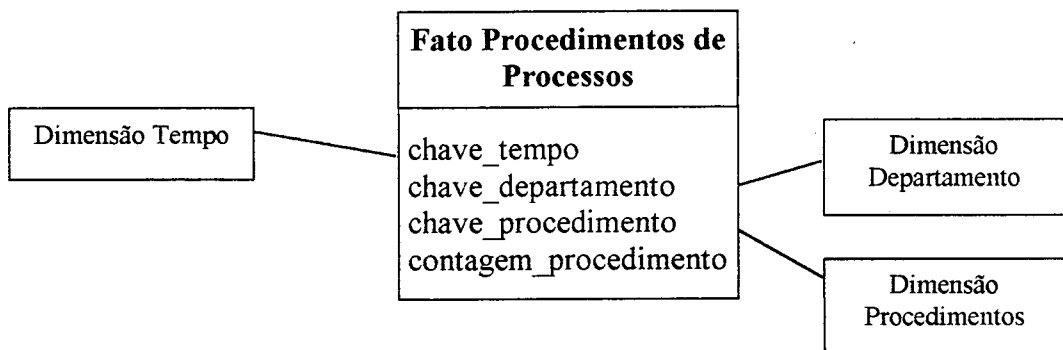 Fato Procedimentos de
Processos
Dimensão Tempo
chave_tempo
chave_departamento
chave_procedimento
contagem_procedimento
Dimensão
Departamento
Dimensão
Procedimentos